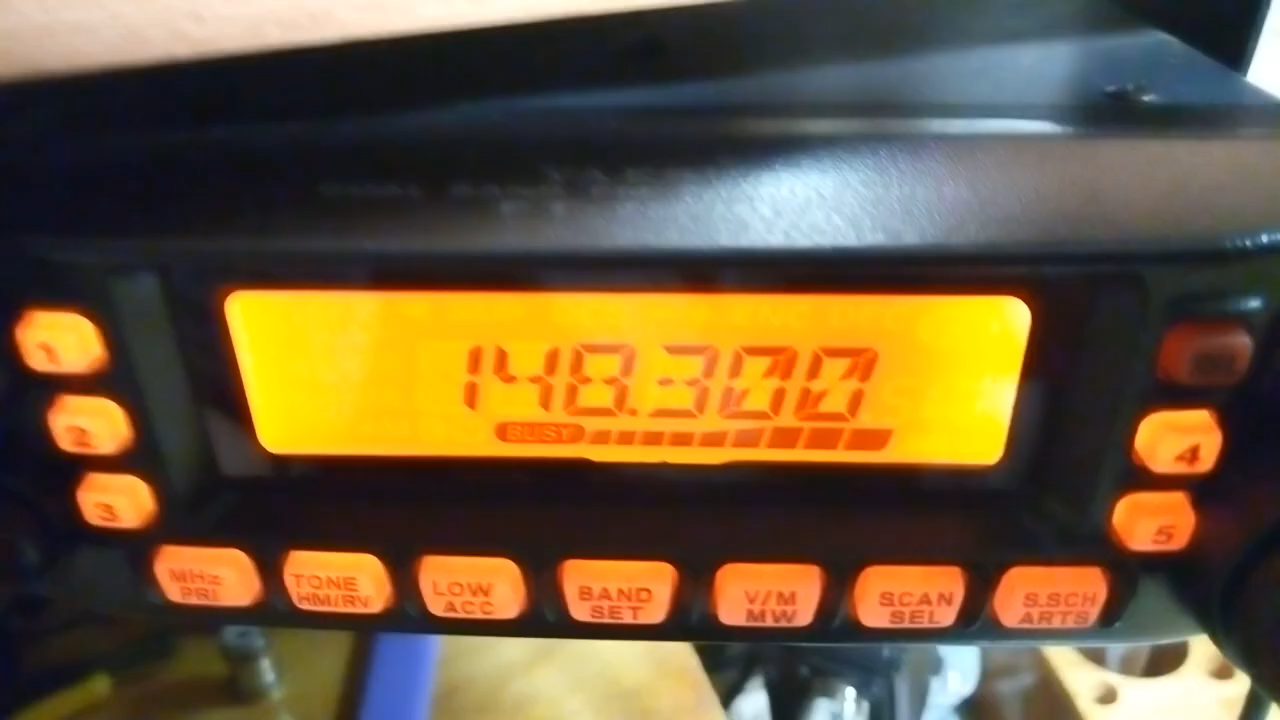 148.300
BUSY
1
2
3
4
5
MHz
PRI
TONE
HM/RV
LOW
ACC
BAND
SET
V/M
MW
SCAN
SEL
S.SCH
ARTS